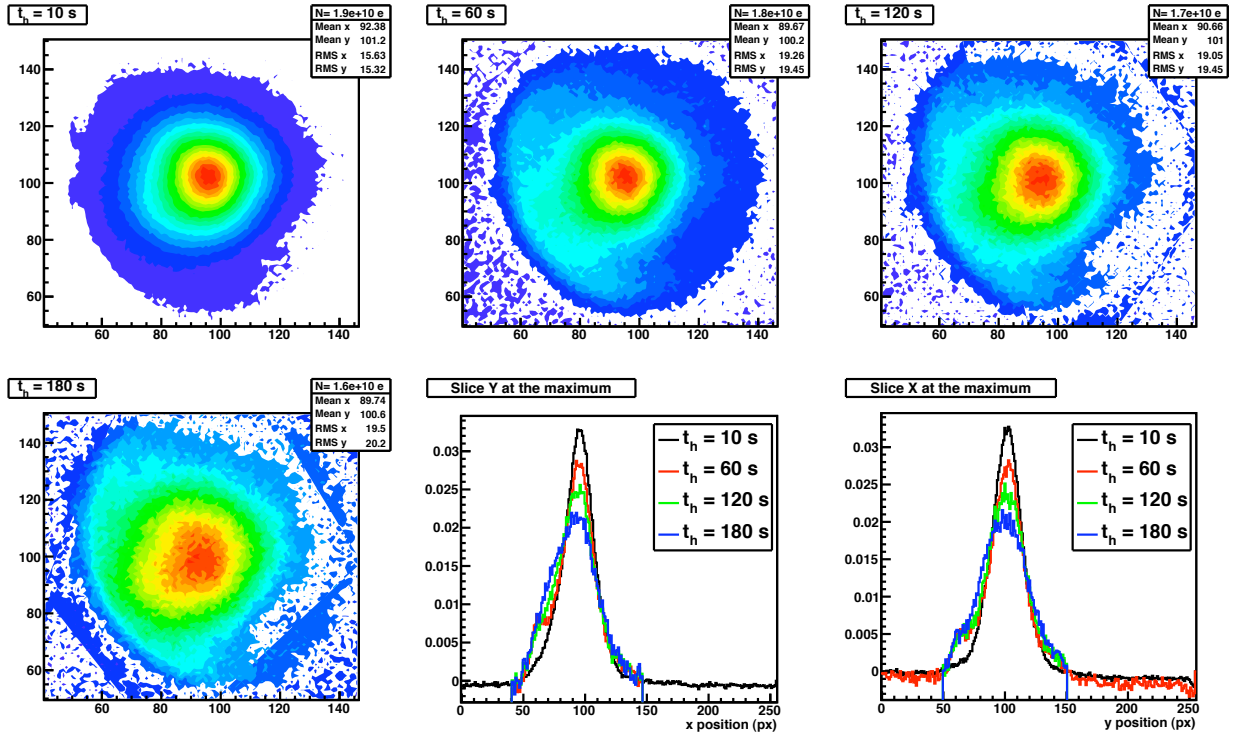 t_h = 10 s
N= 1.9e+10 e
Mean x 92.38
Mean y 101.2
RMS x 15.63
RMS y 15.32
140
120
100
80
60
60 80 100 120 140
t_h = 60 s
N= 1.8e+10 e
Mean x 89.67
Mean y 100.2
RMS x 19.26
RMS y 19.45
140
120
100
80
60
60 80 100 120 140
t_h = 120 s
N= 1.7e+10 e
Mean x 90.66
Mean y 101
RMS x 19.05
RMS y 19.45
140
120
100
80
60
60 80 100 120 140
t_h = 180 s
N= 1.6e+10 e
Mean x 89.74
Mean y 100.6
RMS x 19.5
RMS y 20.2
140
120
100
80
60
60 80 100 120 140
Slice Y at the maximum
t_h = 10 s
t_h = 60 s
t_h = 120 s
t_h = 180 s
0.03
0.025
0.02
0.015
0.01
0.005
0
0 50 100 150 200 250
x position (px)
Slice X at the maximum
t_h = 10 s
t_h = 60 s
t_h = 120 s
t_h = 180 s
0.03
0.025
0.02
0.015
0.01
0.005
0
0 50 100 150 200 250
y position (px)